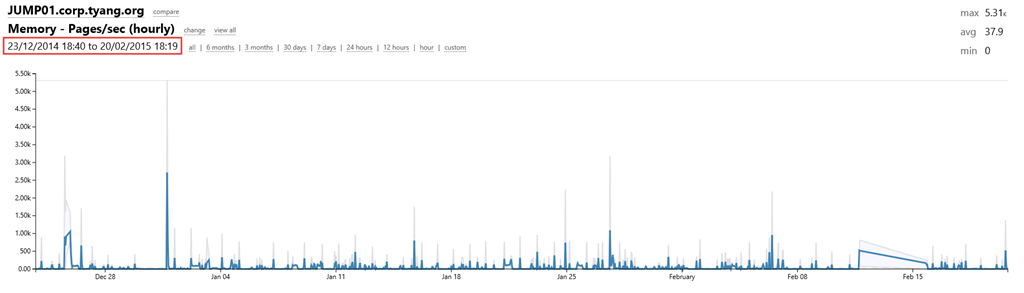 JUMP01.corp.tyang.org compare
Memory - Pages/sec (hourly) change view all
23/12/2014 18:40 to 20/02/2015 18:19 all | 6 months | 3 months | 30 days | 7 days | 24 hours | 12 hours | hour | custom
max 5.31K
avg 37.9
min 0
5.50k
5.00k
4.50k
4.00k
3.50k
3.00k
2.50k
2.00k
1.50k
1.00k
500
0.00
Dec 28 Jan 04 Jan 11 Jan 18 Jan 25 February Feb 08 Feb 15